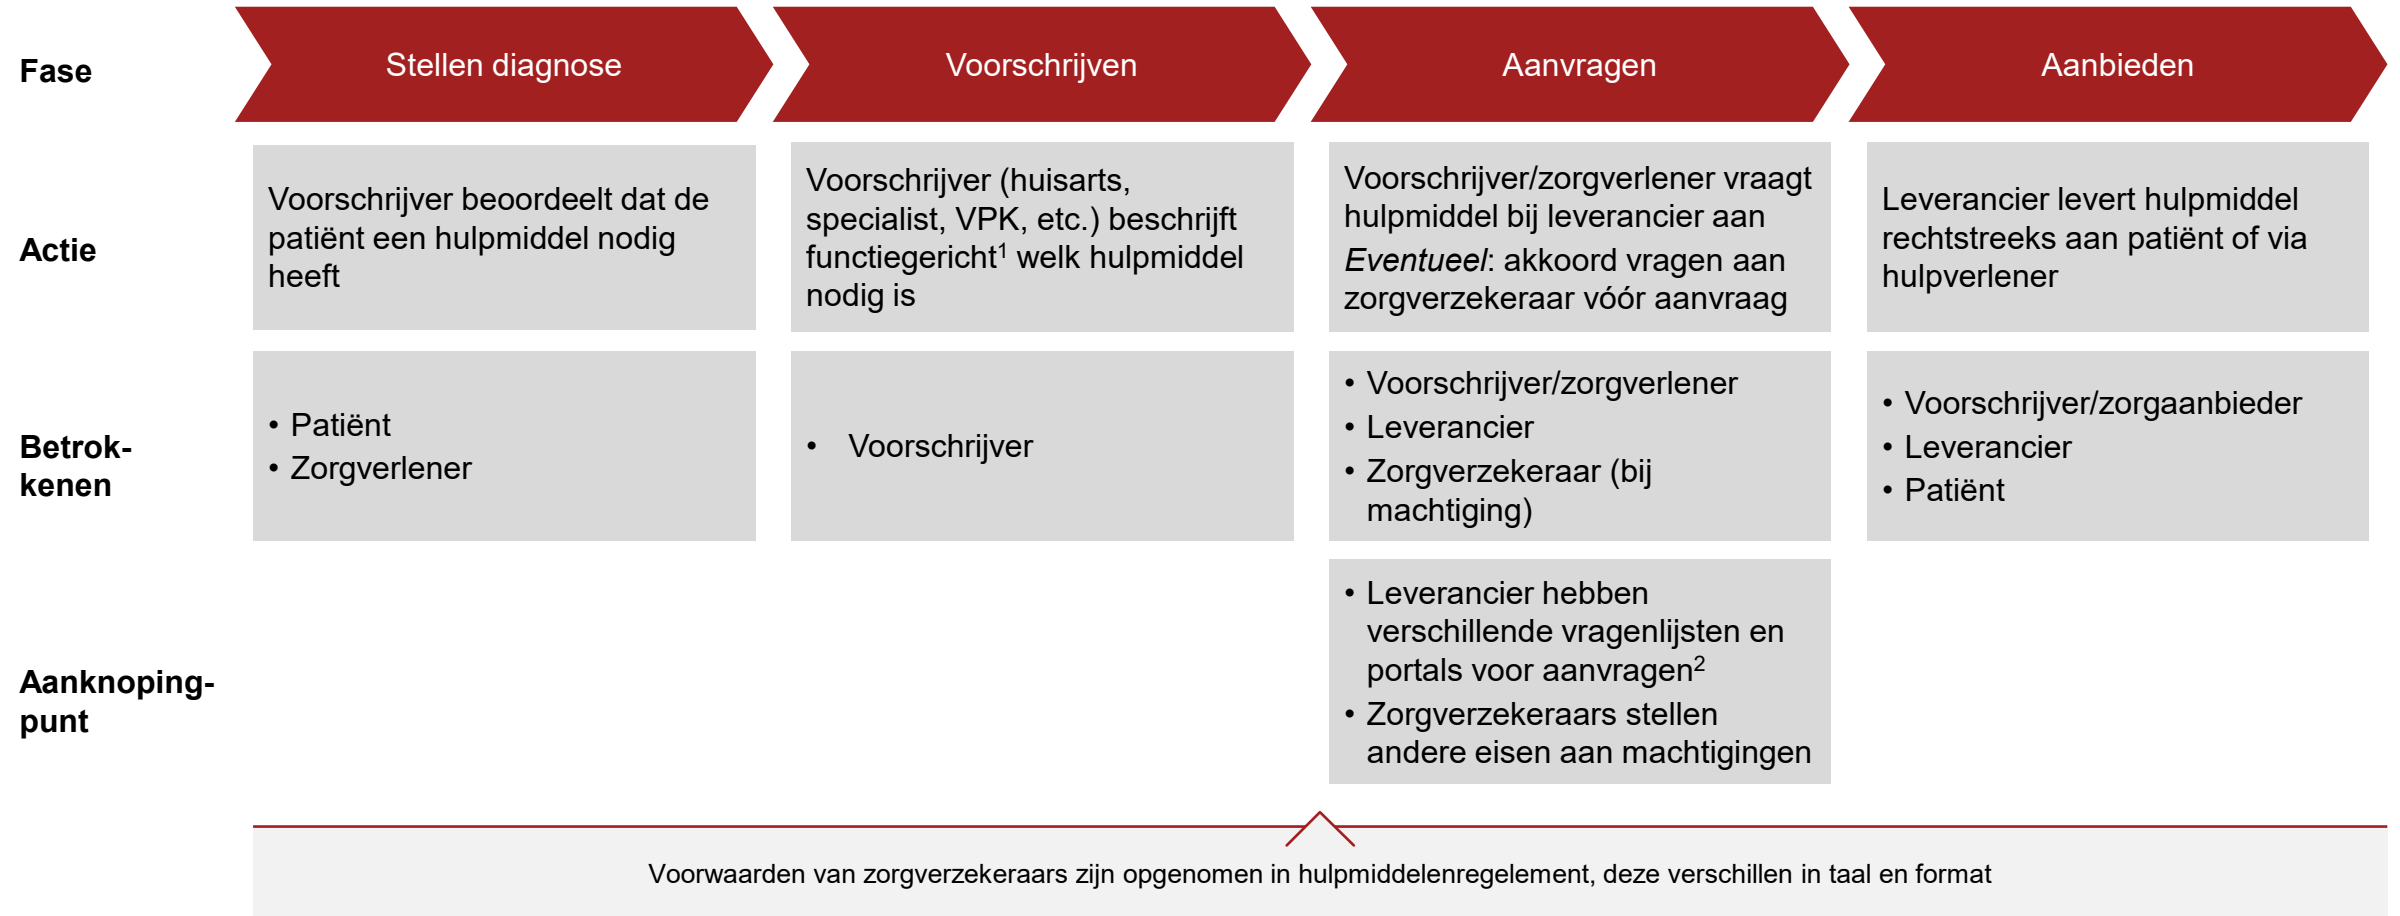 Fase
Stellen diagnose
Voorschrijven
Aanvragen
Aanbieden
Actie
Voorschrijver beoordeelt dat de
patiënt een hulpmiddel nodig
heeft
Voorschrijver (huisarts,
specialist, VPK, etc.) beschrijft
functiegericht¹ welk hulpmiddel
nodig is
Voorschrijver/zorgverlener vraagt
hulpmiddel bij leverancier aan
Eventueel: akkoord vragen aan
zorgverzekeraar vóór aanvraag
Leverancier levert hulpmiddel
rechtstreeks aan patiënt of via
hulpverlener
Betrok-
kenen
• Patiënt
• Zorgverlener
• Voorschrijver
• Voorschrijver/zorgverlener
• Leverancier
• Zorgverzekeraar (bij
machtiging)
• Voorschrijver/zorgaanbieder
• Leverancier
• Patiënt
Aanknoping-
punt
• Leverancier hebben
verschillende vragenlijsten en
portals voor aanvragen²
• Zorgverzekeraars stellen
andere eisen aan machtigingen
Voorwaarden van zorgverzekeraars zijn opgenomen in hulpmiddelenregelement, deze verschillen in taal en format